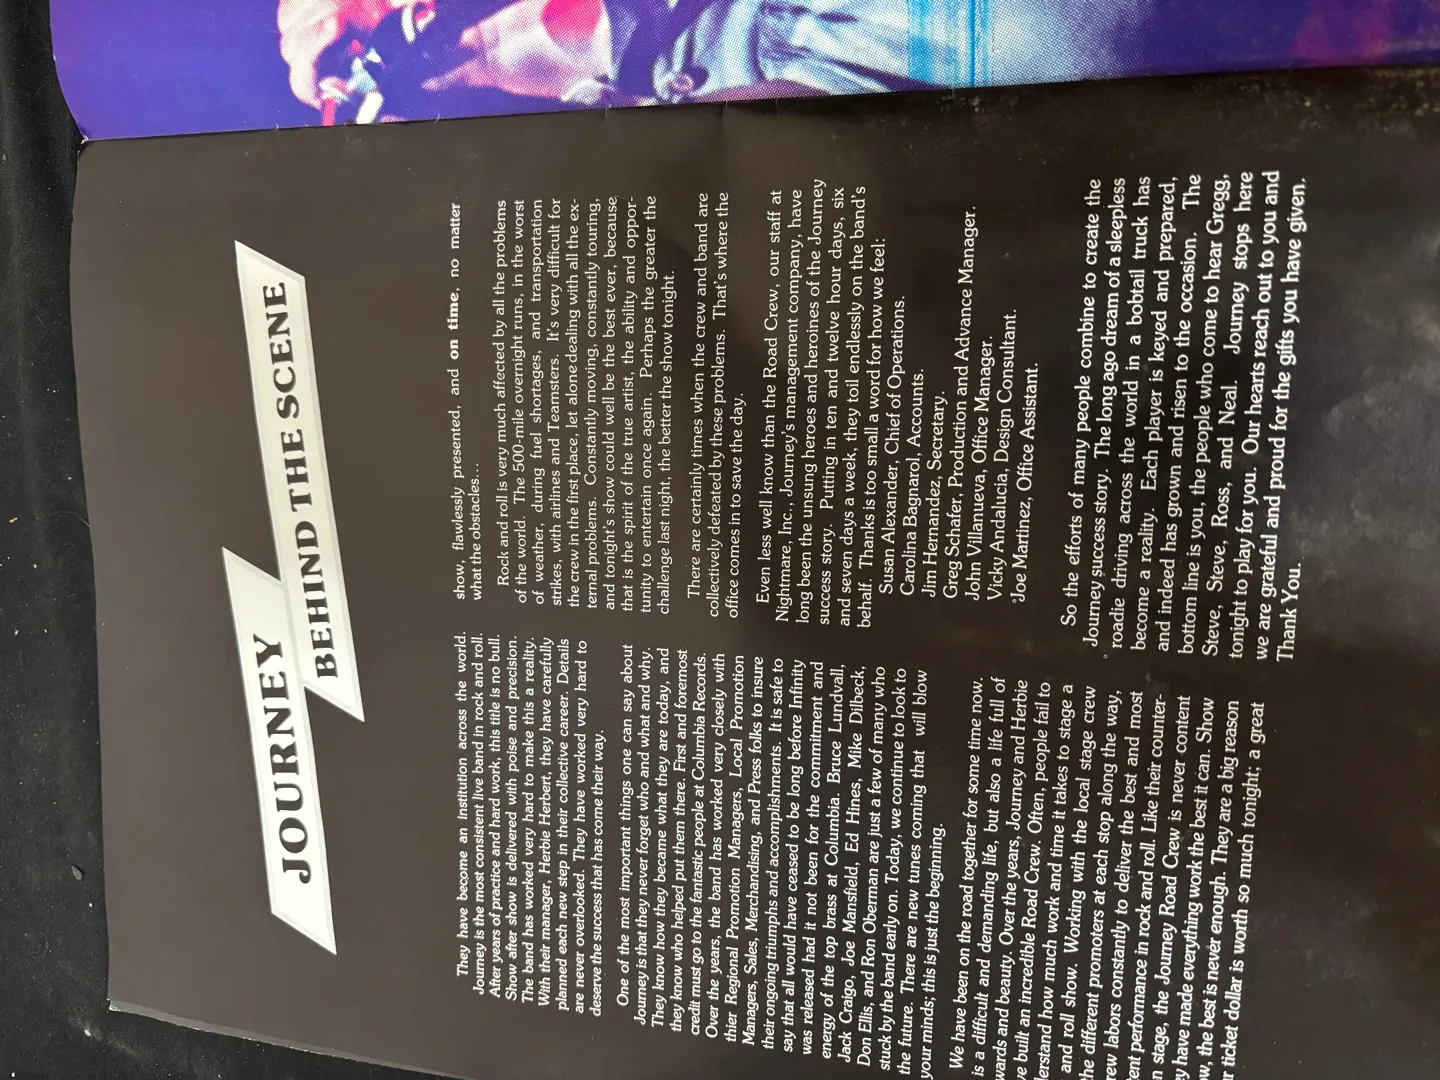 JOURNEY
BEHIND THE SCENE
They have become an institution across the world.
Journey is the most consistent live band in rock and roll.
After years of practice and hard work, this title is no bull.
Show after show is delivered with poise and precision.
The band has worked very hard to make this a reality.
With their manager, Herbie Herbert, they have carefully
planned each new step in their collective career. Details
are never overlooked. They have worked very hard to
deserve the success that has come their way.
One of the most important things one can say about
Journey is that they never forget who and what and why.
They know how they became what they are today, and
they know who helped put them there. First and foremost
credit must go to the fantastic people at Columbia Records.
Over the years, the band has worked very closely with
thier Regional Promotion Managers, Local Promotion
Managers, Sales, Merchandising, and Press folks to insure
their ongoing triumphs and accomplishments. It is safe to
say that all would have ceased to be long before Infinity
was released had it not been for the commitment and
energy of the top brass at Columbia. Bruce Lundvall,
Jack Craigo, Joe Mansfield, Ed Hines, Mike Dilbeck,
Don Ellis, and Ron Oberman are just a few of many who
stuck by the band early on. Today, we continue to look to
the future. There are new tunes coming that will blow
your minds; this is just the beginning.
We have been on the road together for some time now.
is a difficult and demanding life, but also a life full of
wards and beauty. Over the years, Journey and Herbie
ve built an incredible Road Crew. Often, people fail to
derstand how much work and time it takes to stage a
and roll show. Working with the local stage crew
the different promoters at each stop along the way,
rew labors constantly to deliver the best and most
ent performance in rock and roll. Like their counter-
n stage, the Journey Road Crew is never content
ey have made everything work the best it can. Show
w, the best is never enough. They are a big reason
r ticket dollar is worth so much tonight; a great
show, flawlessly presented, and on time, no matter
what the obstacles...
Rock and roll is very much affected by all the problems
of the world. The 500-mile overnight runs, in the worst
of weather, during fuel shortages, and transportation
strikes, with airlines and Teamsters. It's very difficult for
the crew in the first place, let alone dealing with all the ex-
ternal problems. Constantly moving, constantly touring,
and tonight's show could well be the best ever, because
that is the spirit of the true artist, the ability and oppor-
tunity to entertain once again. Perhaps the greater the
challenge last night, the better the show tonight.
There are certainly times when the crew and band are
collectively defeated by these problems. That's where the
office comes in to save the day.
Even less well know than the Road Crew, our staff at
Nightmare, Inc., Journey's management company, have
long been the unsung heroes and heroines of the Journey
success story. Putting in ten and twelve hour days, six
and seven days a week, they toil endlessly on the band's
behalf. Thanks is too small a word for how we feel:
Susan Alexander, Chief of Operations.
Carolina Bagnarol, Accounts.
Jim Hernandez, Secretary.
Greg Schafer, Production and Advance Manager.
John Villanueva, Office Manager.
Vicky Andalucia, Design Consultant.
Joe Martinez, Office Assistant.
So the efforts of many people combine to create the
Journey success story. The long ago dream of a sleepless
roadie driving across the world in a bobtail truck has
become a reality. Each player is keyed and prepared,
and indeed has grown and risen to the occasion. The
bottom line is you, the people who come to hear Gregg,
Steve, Steve, Ross, and Neal. Journey stops here
tonight to play for you. Our hearts reach out to you and
we are grateful and proud for the gifts you have given.
Thank You.